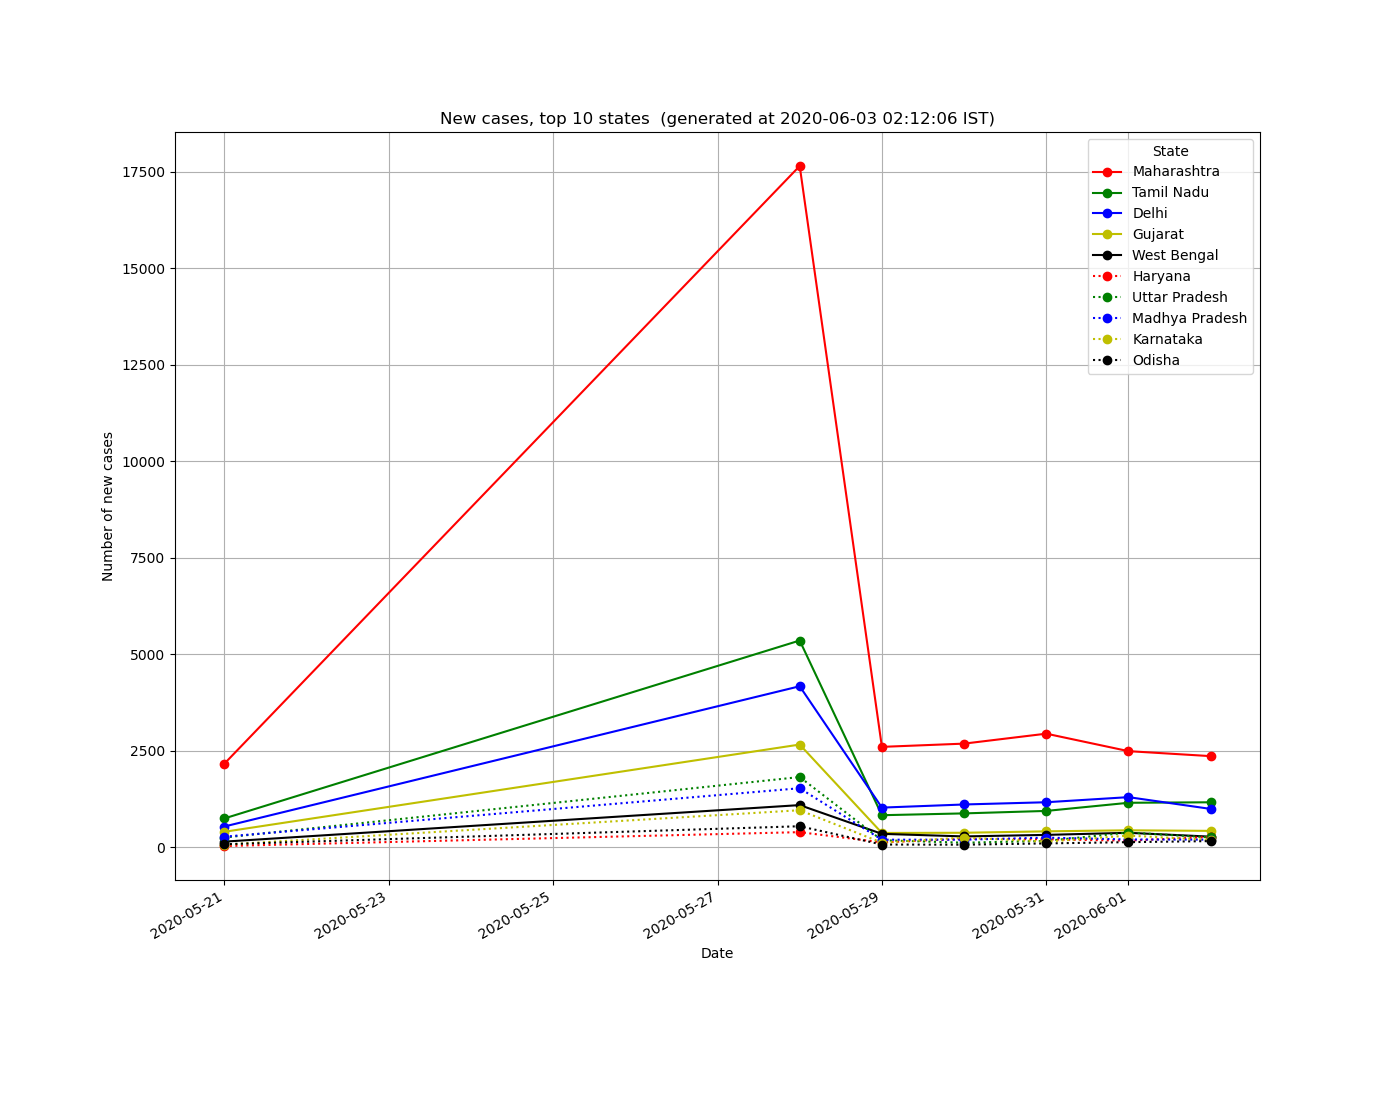 New cases, top 10 states  (generated at 2020-06-03 02:12:06 IST)
State
Maharashtra
Tamil Nadu
Delhi
Gujarat
West Bengal
Haryana
Uttar Pradesh
Madhya Pradesh
Karnataka
Odisha
17500
15000
12500
10000
7500
5000
2500
0
Number of new cases
2020-05-21
2020-05-23
2020-05-25
2020-05-27
2020-05-29
2020-05-31
2020-06-01
Date